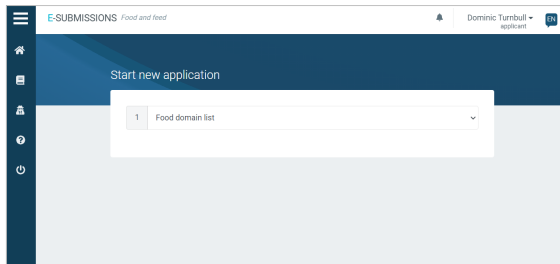 E-SUBMISSIONS Food and feed
Dominic Turnbull
applicant
EN
Start new application
1 Food domain list